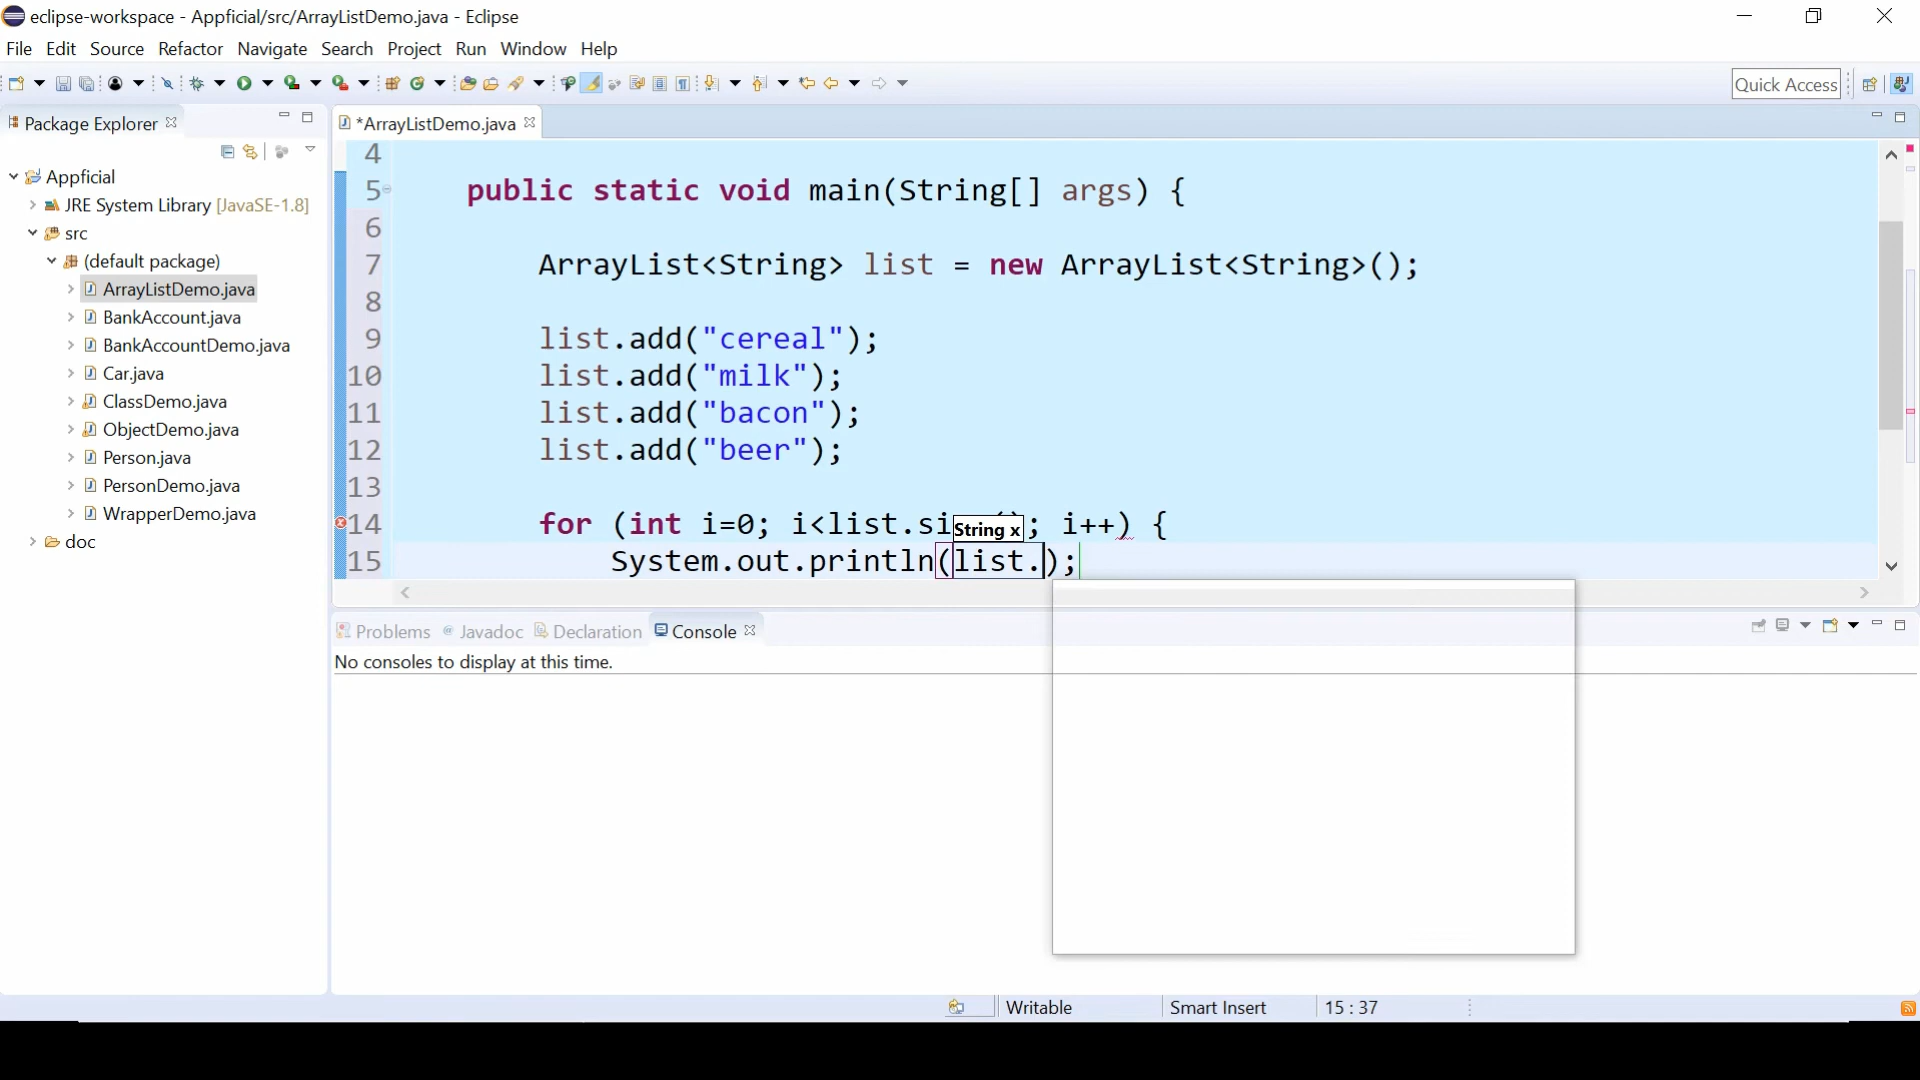 eclipse-workspace - Appficial/src/ArrayListDemo.java - Eclipse
File Edit Source Refactor Navigate Search Project Run Window Help
Quick Access
Package Explorer
*ArrayListDemo.java
Appficial
JRE System Library [JavaSE-1.8]
src
(default package)
ArrayListDemo.java
BankAccount.java
BankAccountDemo.java
Car.java
ClassDemo.java
ObjectDemo.java
Person.java
PersonDemo.java
WrapperDemo.java
doc
4
5 public static void main(String[] args) {
6
7 ArrayList<String> list = new ArrayList<String>();
8
9 list.add("cereal");
10 list.add("milk");
11 list.add("bacon");
12 list.add("beer");
13
14 for (int i=0; i<list.si ; i++) {
String x
15 System.out.println(list.);
Problems Javadoc Declaration Console
No consoles to display at this time.
Writable Smart Insert 15 : 37